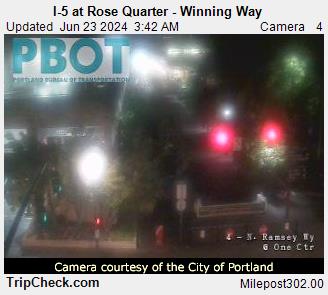 I-5 at Rose Quarter - Winning Way
Updated Jun 23 2024 3:42 AM Camera 4
PBOT
PORTLAND BUREAU OF TRANSPORTATION
4 - N. Ramsey Wy
@ One Ctr
Camera courtesy of the City of Portland
TripCheck.com Milepost302.00